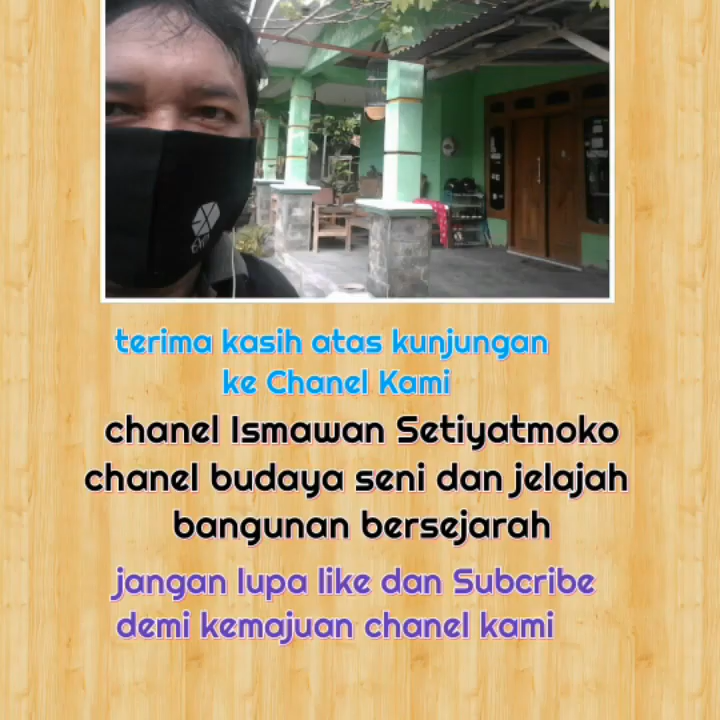 EXO
terima kasih atas kunjungan
ke Chanel Kami
chanel Ismawan Setiyatmoko
chanel budaya seni dan jelajah
bangunan bersejarah
jangan lupa like dan Subcribe
demi kemajuan chanel kami